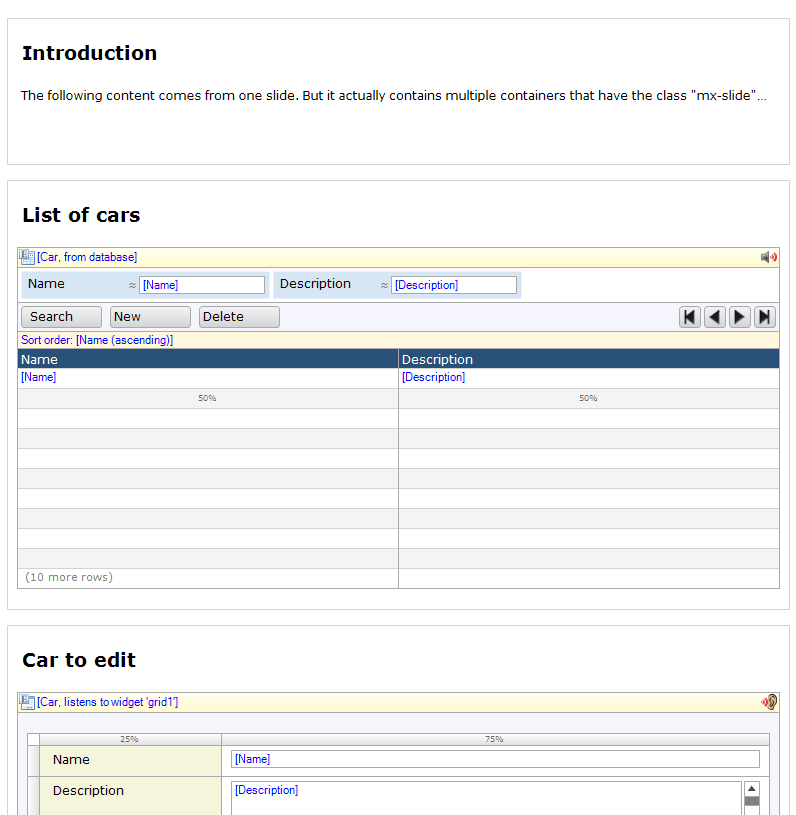 Introduction
The following content comes from one slide. But it actually contains multiple containers that have the class "mx-slide"...
List of cars
[Car, from database]
Name ≈ [Name] Description ≈ [Description]
Search New Delete
Sort order: [Name (ascending)]
Name Description
[Name] [Description]
50% 50%
(10 more rows)
Car to edit
[Car, listens to widget 'grid1']
25% 75%
Name [Name]
Description [Description]